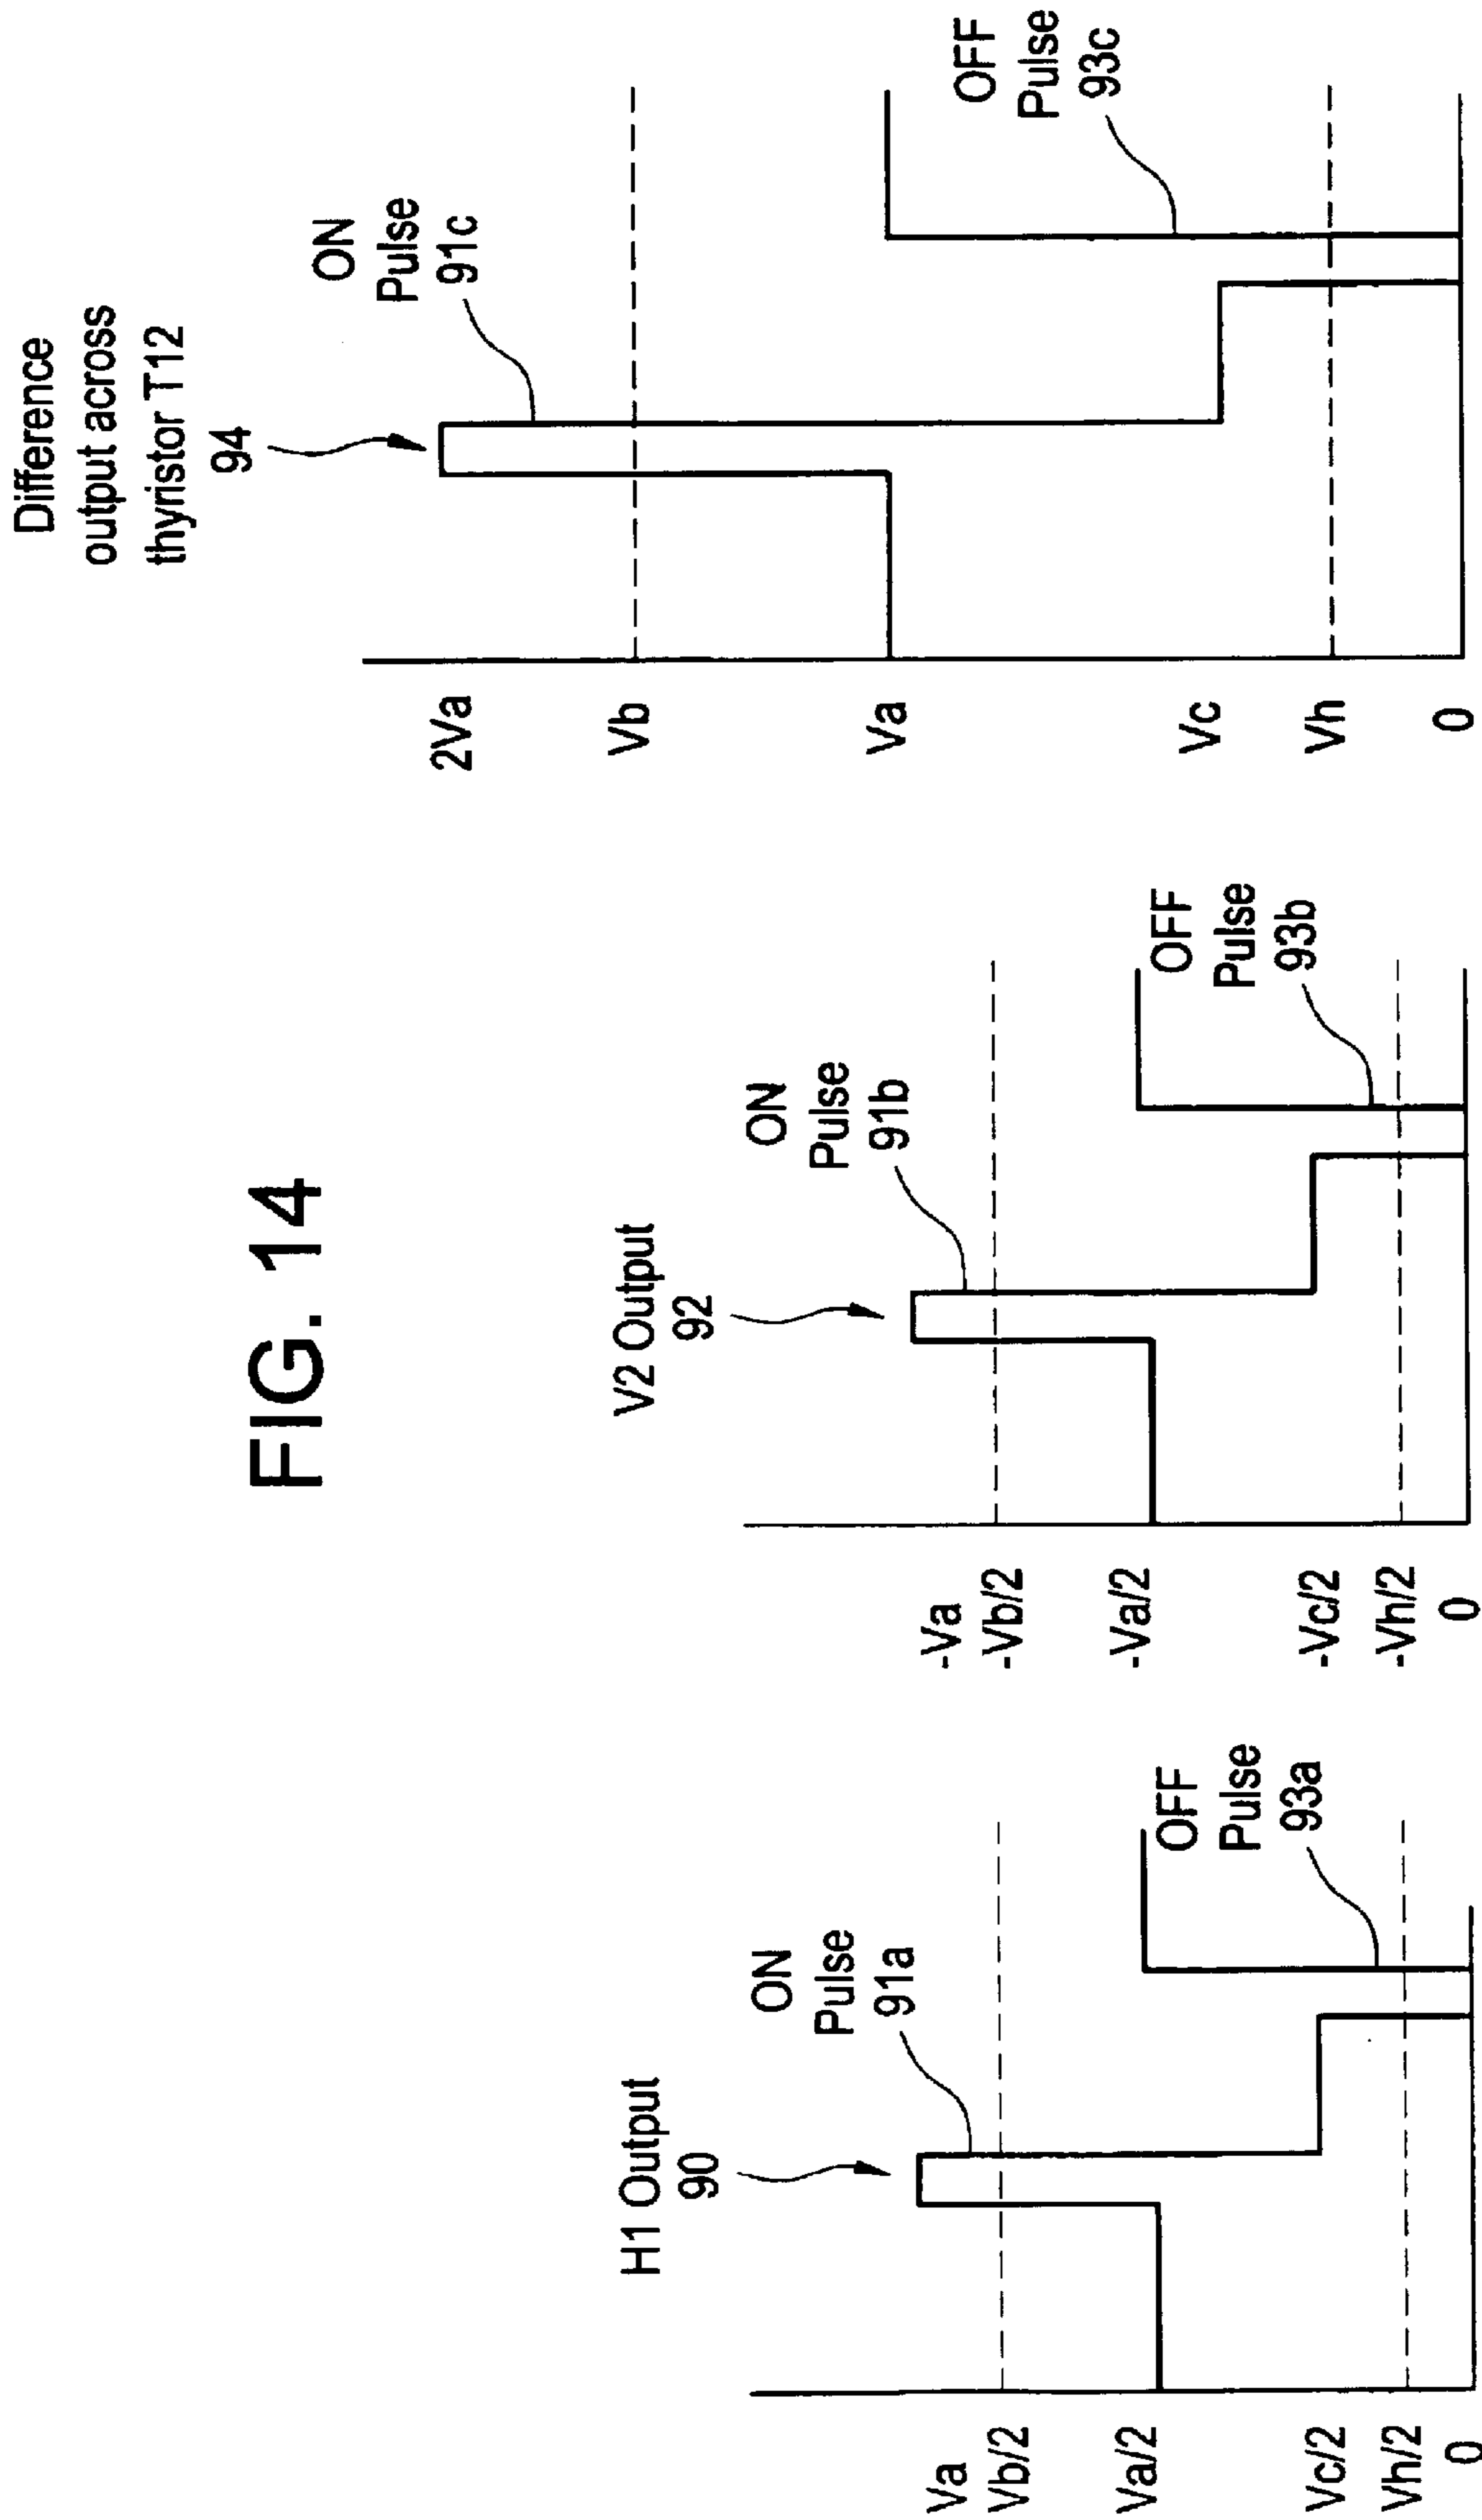 FIG. 14
H1 Output
90
ON
Pulse
91a
OFF
Pulse
93a
Va
Vb/2
Va/2
Vc/2
Vh/2
0
V2 Output
92
ON
Pulse
91b
OFF
Pulse
93b
-Va
-Vb/2
-Va/2
-Vc/2
-Vh/2
0
Difference
output across
thyristor T12
94
ON
Pulse
91c
OFF
Pulse
93c
2Va
Vb
Va
Vc
Vh
0